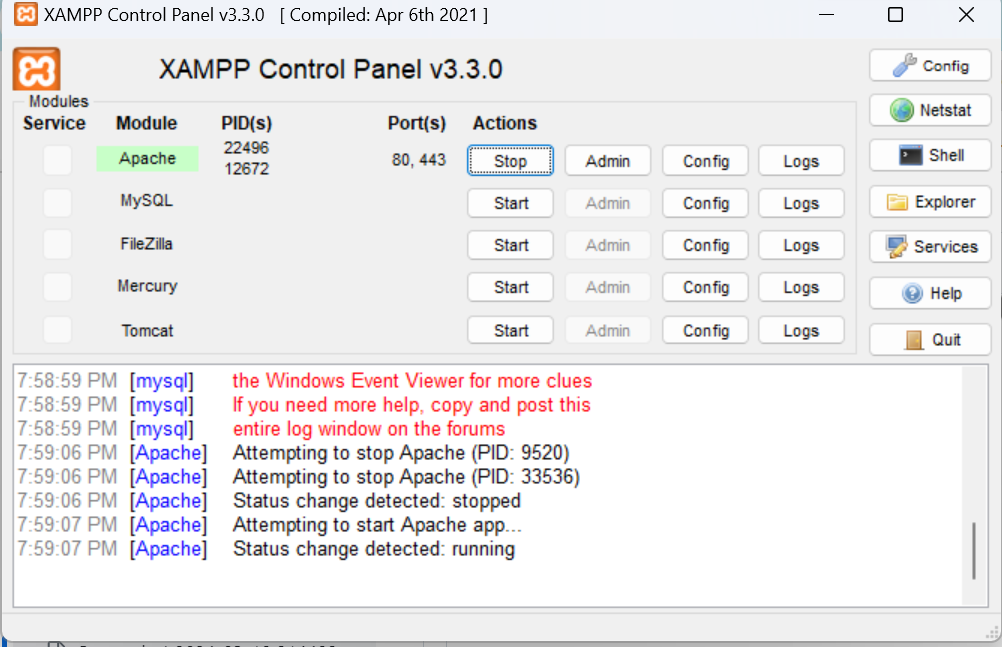 XAMPP Control Panel v3.3.0 [ Compiled: Apr 6th 2021 ]
XAMPP Control Panel v3.3.0
Config
Modules
Service Module PID(s) Port(s) Actions
Netstat
Apache 22496 12672 80, 443 Stop Admin Config Logs
Shell
MySQL Start Admin Config Logs
Explorer
FileZilla Start Admin Config Logs
Services
Mercury Start Admin Config Logs
Help
Tomcat Start Admin Config Logs
Quit
7:58:59 PM [mysql] the Windows Event Viewer for more clues
7:58:59 PM [mysql] If you need more help, copy and post this
7:58:59 PM [mysql] entire log window on the forums
7:59:06 PM [Apache] Attempting to stop Apache (PID: 9520)
7:59:06 PM [Apache] Attempting to stop Apache (PID: 33536)
7:59:06 PM [Apache] Status change detected: stopped
7:59:07 PM [Apache] Attempting to start Apache app...
7:59:07 PM [Apache] Status change detected: running